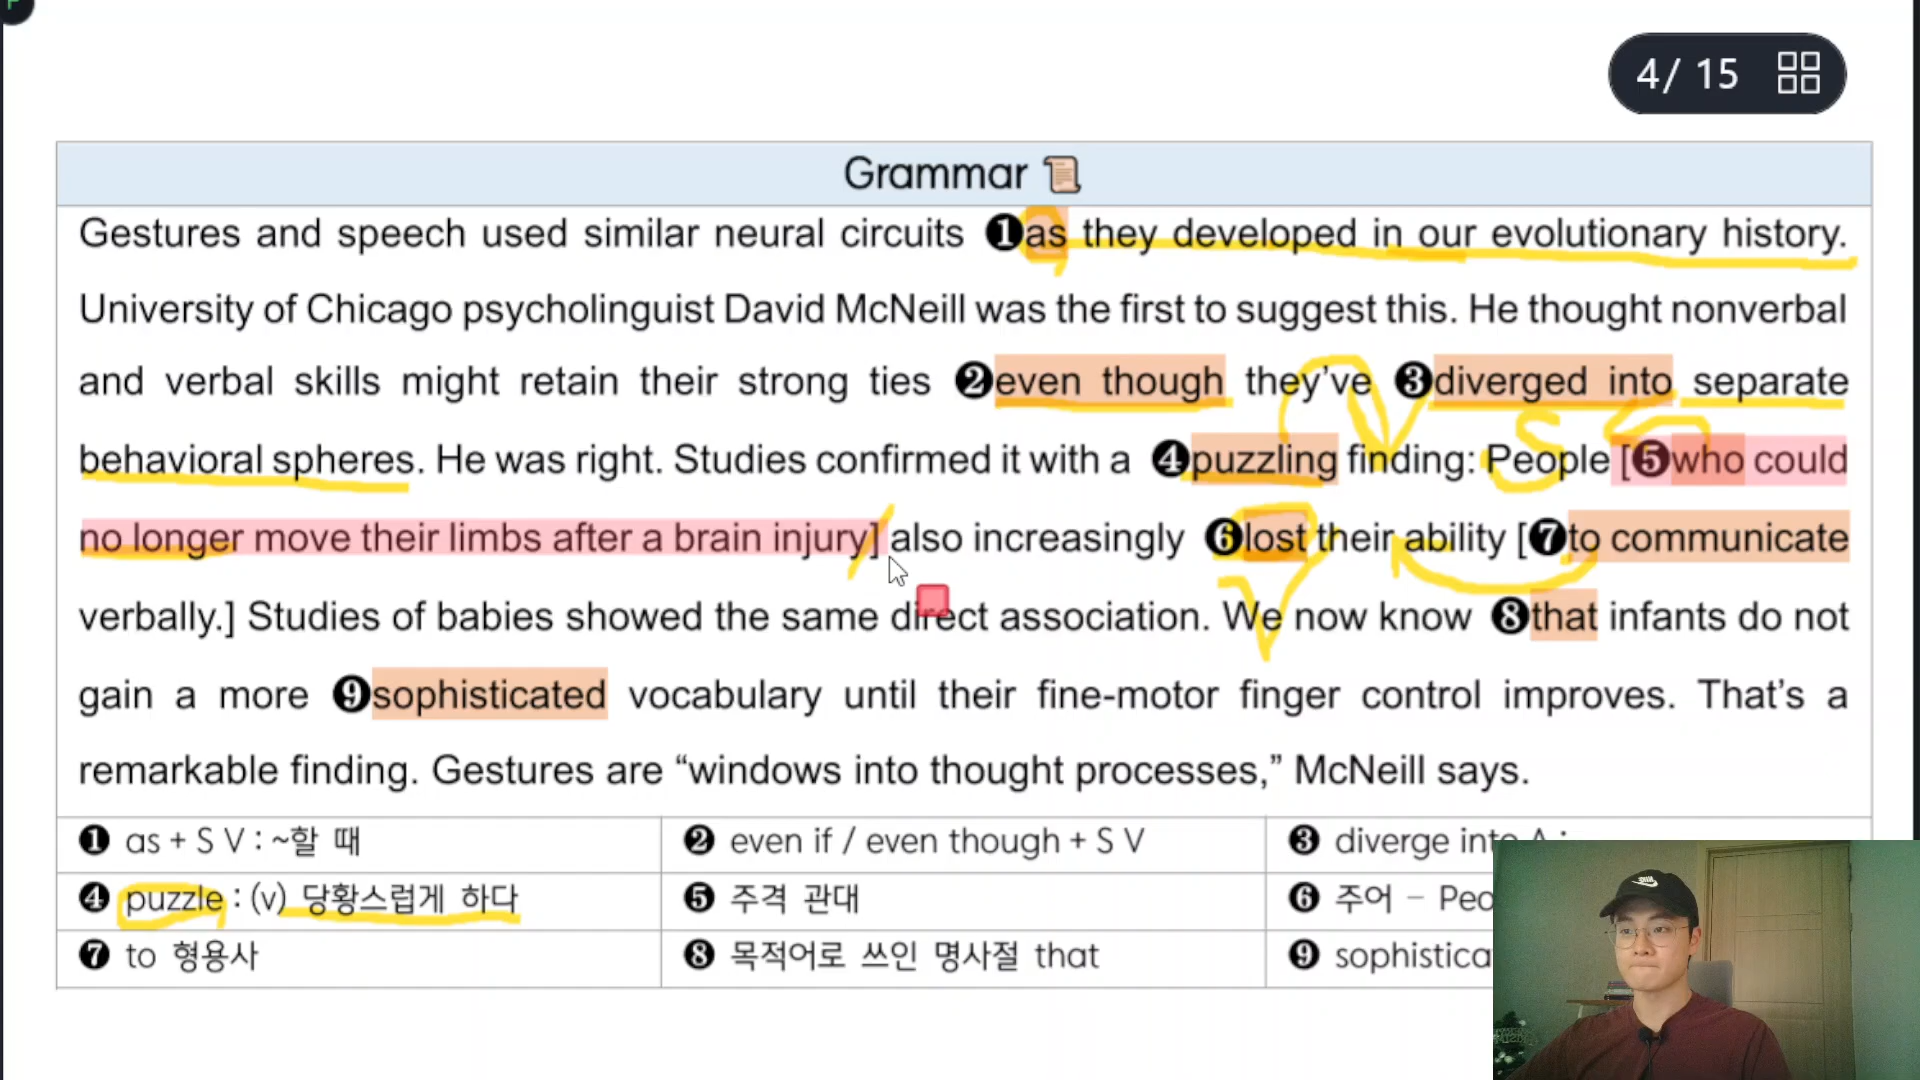 4/ 15
Grammar
Gestures and speech used similar neural circuits ❶as they developed in our evolutionary history.
University of Chicago psycholinguist David McNeill was the first to suggest this. He thought nonverbal
and verbal skills might retain their strong ties ❷even though they’ve ❸diverged into separate
behavioral spheres. He was right. Studies confirmed it with a ❹puzzling finding: People [❺who could
no longer move their limbs after a brain injury] also increasingly ❻lost their ability [❼to communicate
verbally.] Studies of babies showed the same direct association. We now know ❽that infants do not
gain a more ❾sophisticated vocabulary until their fine-motor finger control improves. That’s a
remarkable finding. Gestures are “windows into thought processes,” McNeill says.
V
S
V
❶ as + S V : ~할 때
❷ even if / even though + S V
❸ diverge into A :
❹ puzzle : (v) 당황스럽게 하다
❺ 주격 관대
❻ 주어 – Peo
❼ to 형용사
❽ 목적어로 쓰인 명사절 that
❾ sophistica